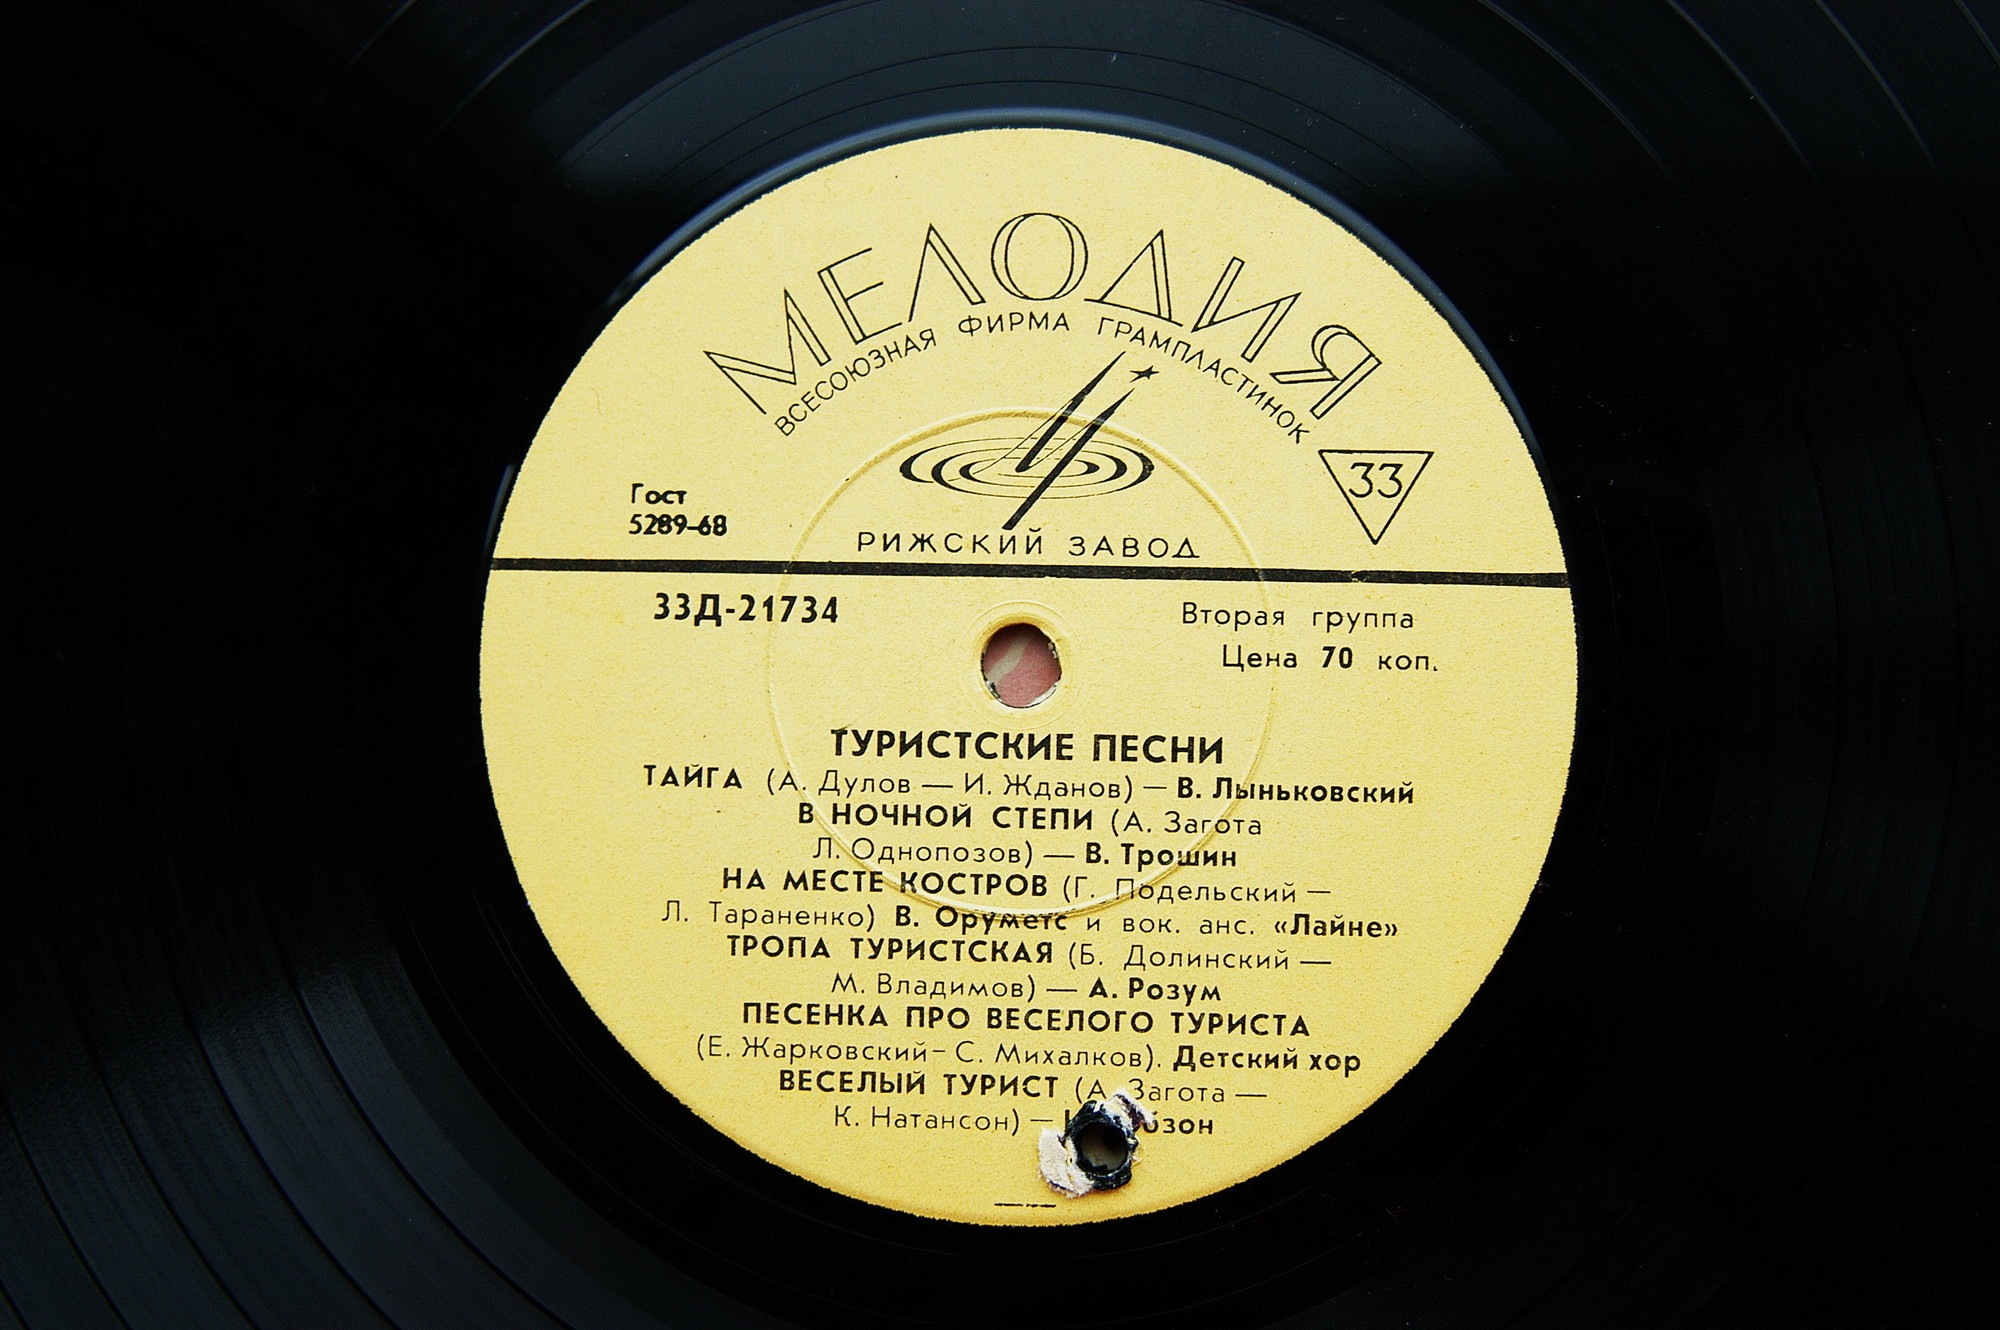 МЕЛОДИЯ
ВСЕСОЮЗНАЯ ФИРМА ГРАМПЛАСТИНОК
33
Гост
5289-68
РИЖСКИЙ ЗАВОД
33Д-21734
Вторая группа
Цена 70 коп.
ТУРИСТСКИЕ ПЕСНИ
ТАЙГА (А. Дулов — И. Жданов) — В. Лыньковский
В НОЧНОЙ СТЕПИ (А. Загота
Л. Однопозов) — В. Трошин
НА МЕСТЕ КОСТРОВ (Г. Подельский —
Л. Тараненко) В. Оруметс и вок. анс. «Лайне»
ТРОПА ТУРИСТСКАЯ (Б. Долинский —
М. Владимов) — А. Розум
ПЕСЕНКА ПРО ВЕСЕЛОГО ТУРИСТА
(Е. Жарковский - С. Михалков). Детский хор
ВЕСЕЛЫЙ ТУРИСТ (А. Загота —
К. Натансон) —